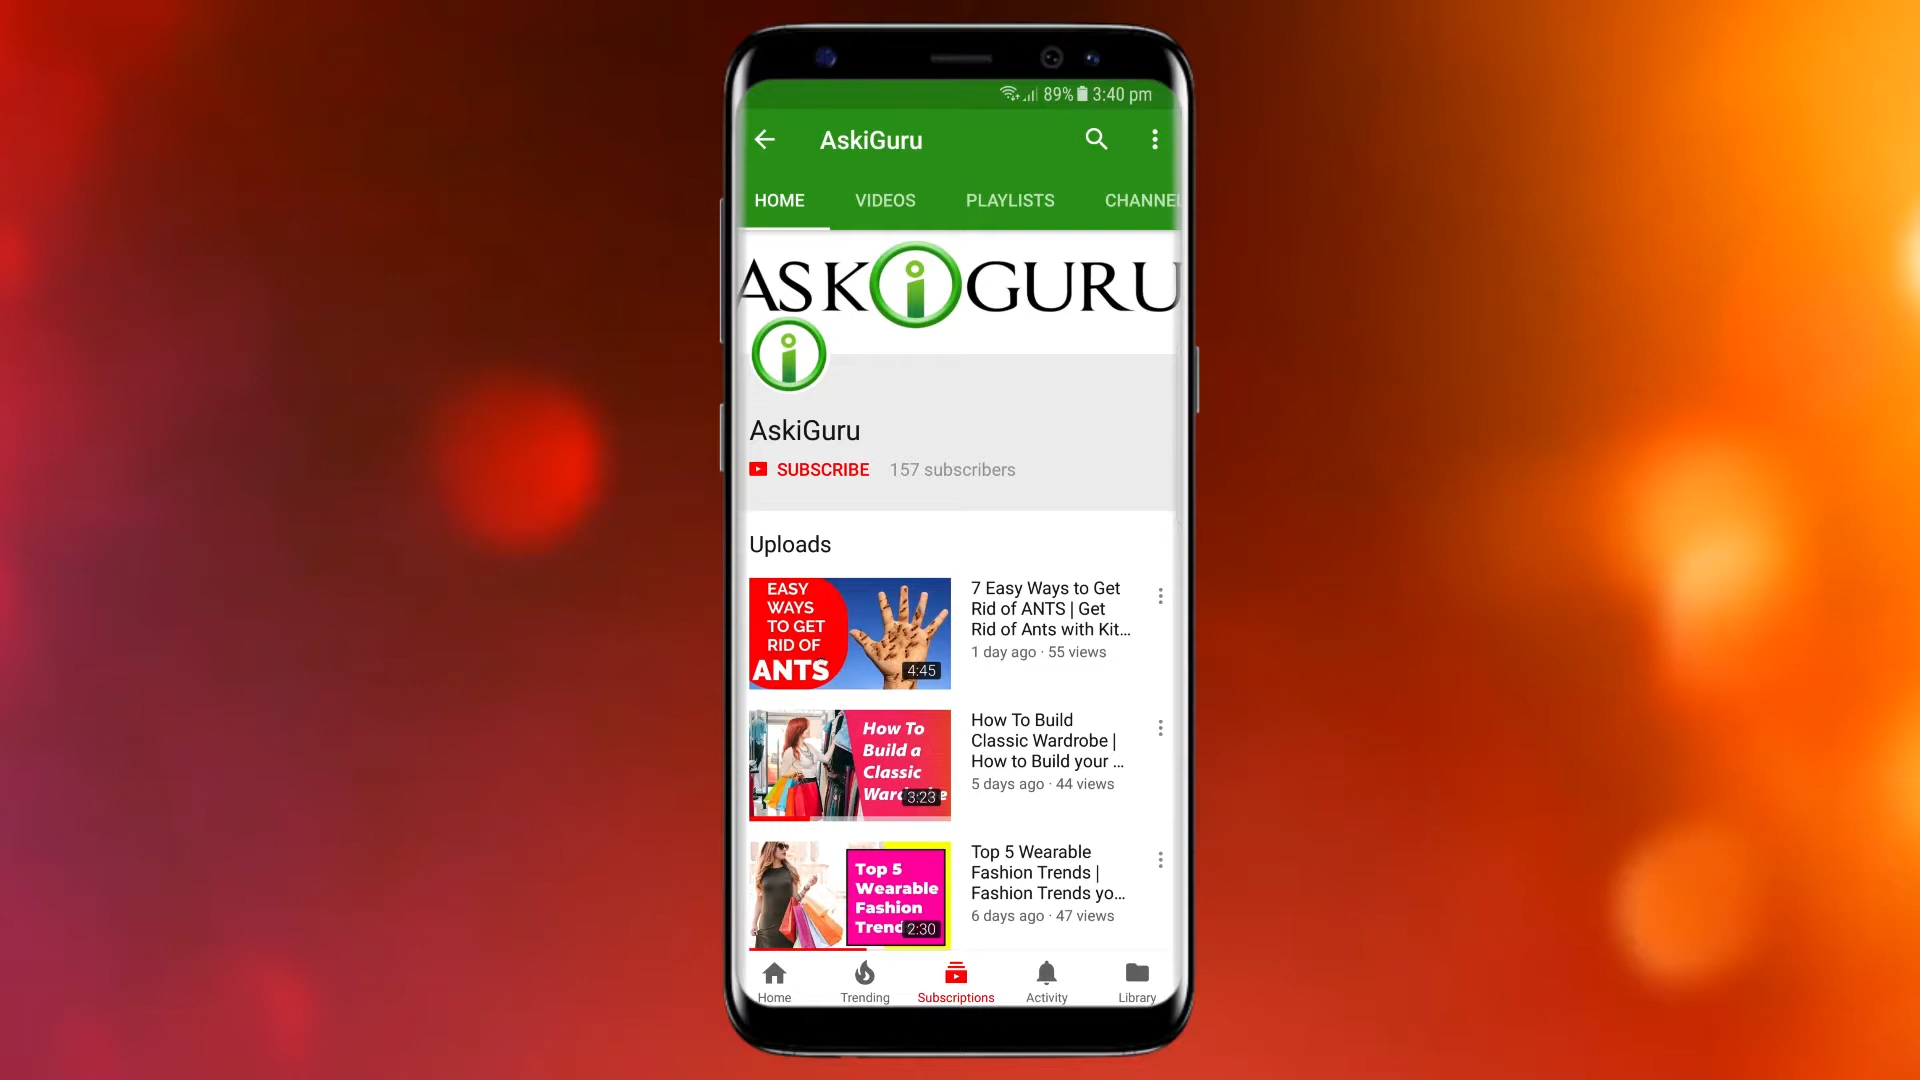 89% 3:40 pm
AskiGuru
HOME VIDEOS PLAYLISTS CHANNEL
ASKiGURU
i
AskiGuru
SUBSCRIBE 157 subscribers
Uploads
EASY
WAYS
TO GET
RID OF
ANTS
4:45
7 Easy Ways to Get
Rid of ANTS | Get
Rid of Ants with Kit...
1 day ago · 55 views
How To
Build a
Classic
Wardrobe
3:23
How To Build
Classic Wardrobe |
How to Build your ...
5 days ago · 44 views
Top 5
Wearable
Fashion
Trend
2:30
Top 5 Wearable
Fashion Trends |
Fashion Trends yo...
6 days ago · 47 views
Home Trending Subscriptions Activity Library